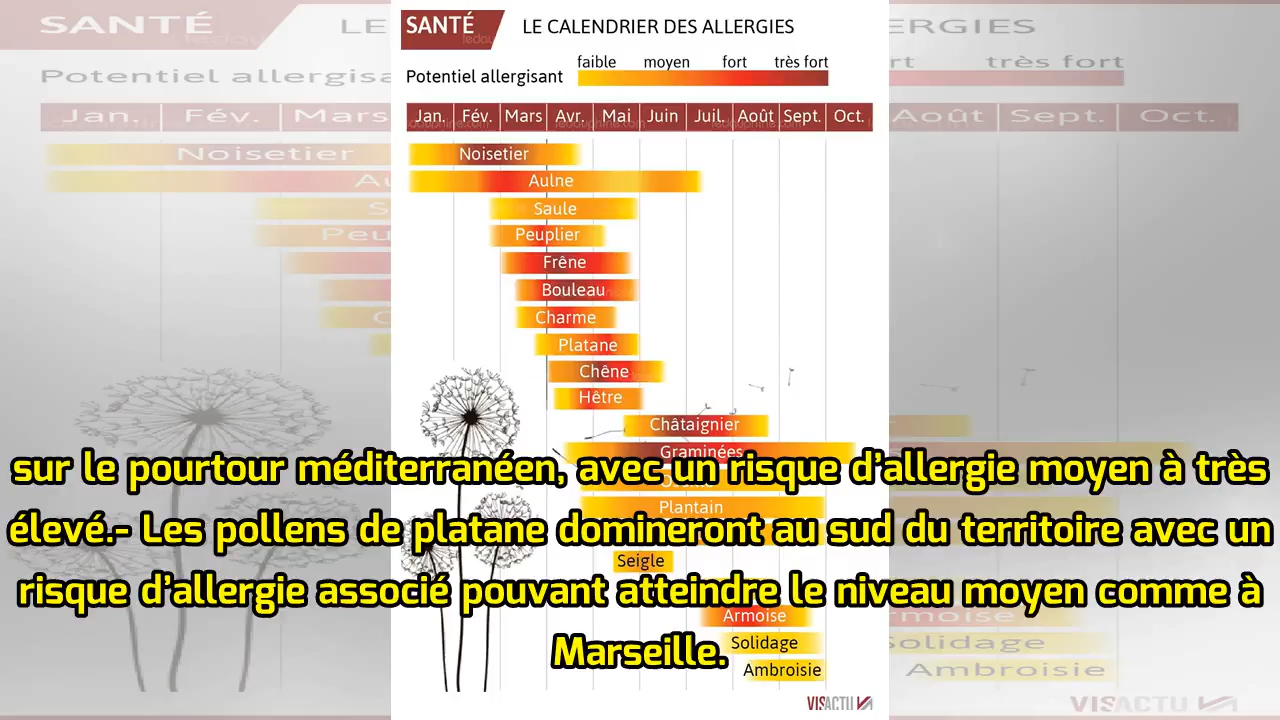 SANTÉ
LE CALENDRIER DES ALLERGIES
Potentiel allergisant
faible moyen fort très fort
Jan. Fév. Mars Avr. Mai Juin Juil. Août Sept. Oct.
Noisetier
Aulne
Saule
Peuplier
Frêne
Bouleau
Charme
Platane
Chêne
Hêtre
Châtaignier
Graminées
sur le pourtour méditerranéen, avec un risque d’allergie moyen à très
Plantain
élevé.- Les pollens de platane domineront au sud du territoire avec un
Seigle
risque d’allergie associé pouvant atteindre le niveau moyen comme à
Armoise
Marseille.
Solidage
Ambroisie
VISACTU